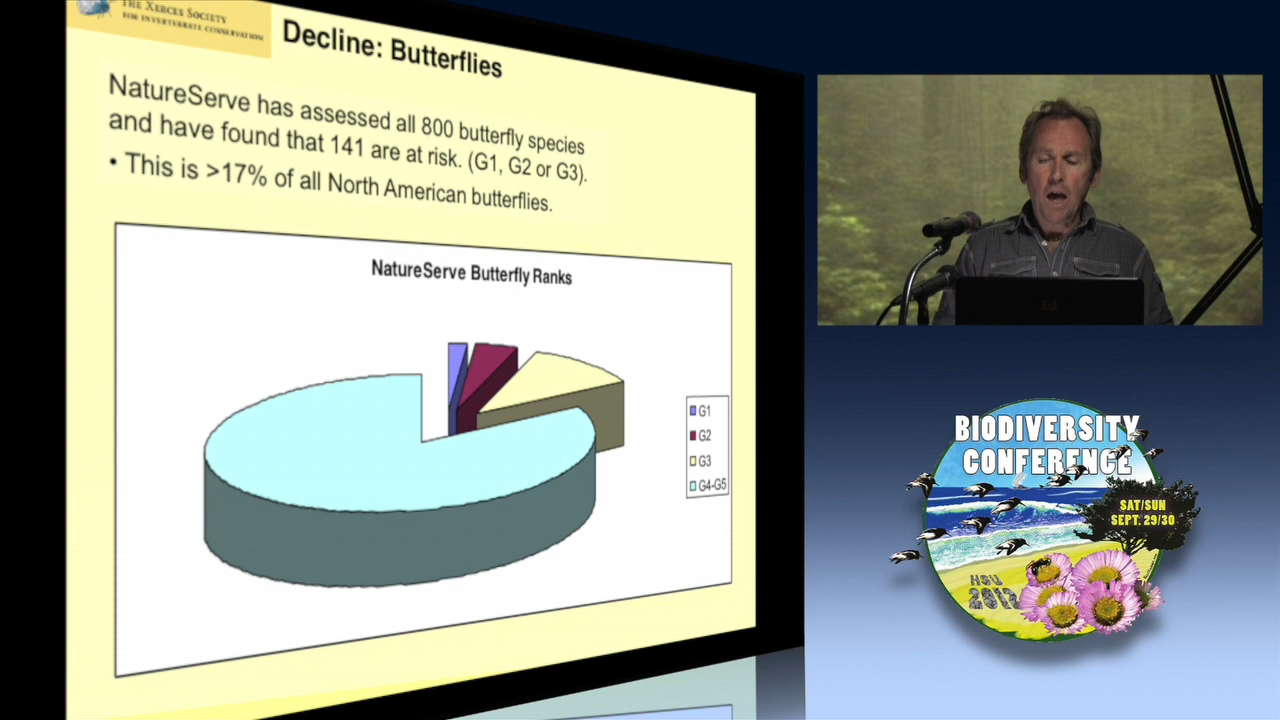 THE XERCES SOCIETY
FOR INVERTEBRATE CONSERVATION
Decline: Butterflies
NatureServe has assessed all 800 butterfly species
and have found that 141 are at risk. (G1, G2 or G3).
• This is >17% of all North American butterflies.
NatureServe Butterfly Ranks
G1
G2
G3
G4-G5
BIODIVERSITY
CONFERENCE
SAT/SUN
SEPT. 29/30
HSU
2012